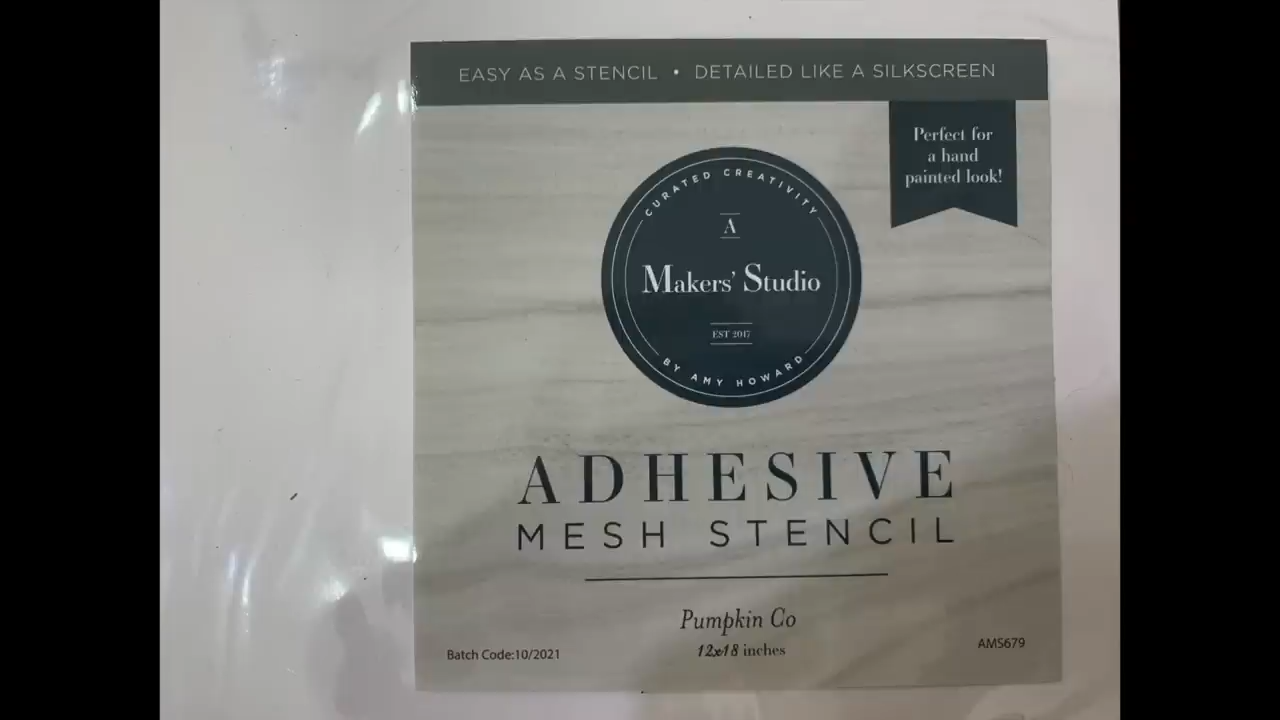 EASY AS A STENCIL • DETAILED LIKE A SILKSCREEN
Perfect for
a hand
painted look!
CURATED CREATIVITY
A
Makers' Studio
EST 2017
BY AMY HOWARD
ADHESIVE
MESH STENCIL
Pumpkin Co
12x18 inches
Batch Code:10/2021
AMS679